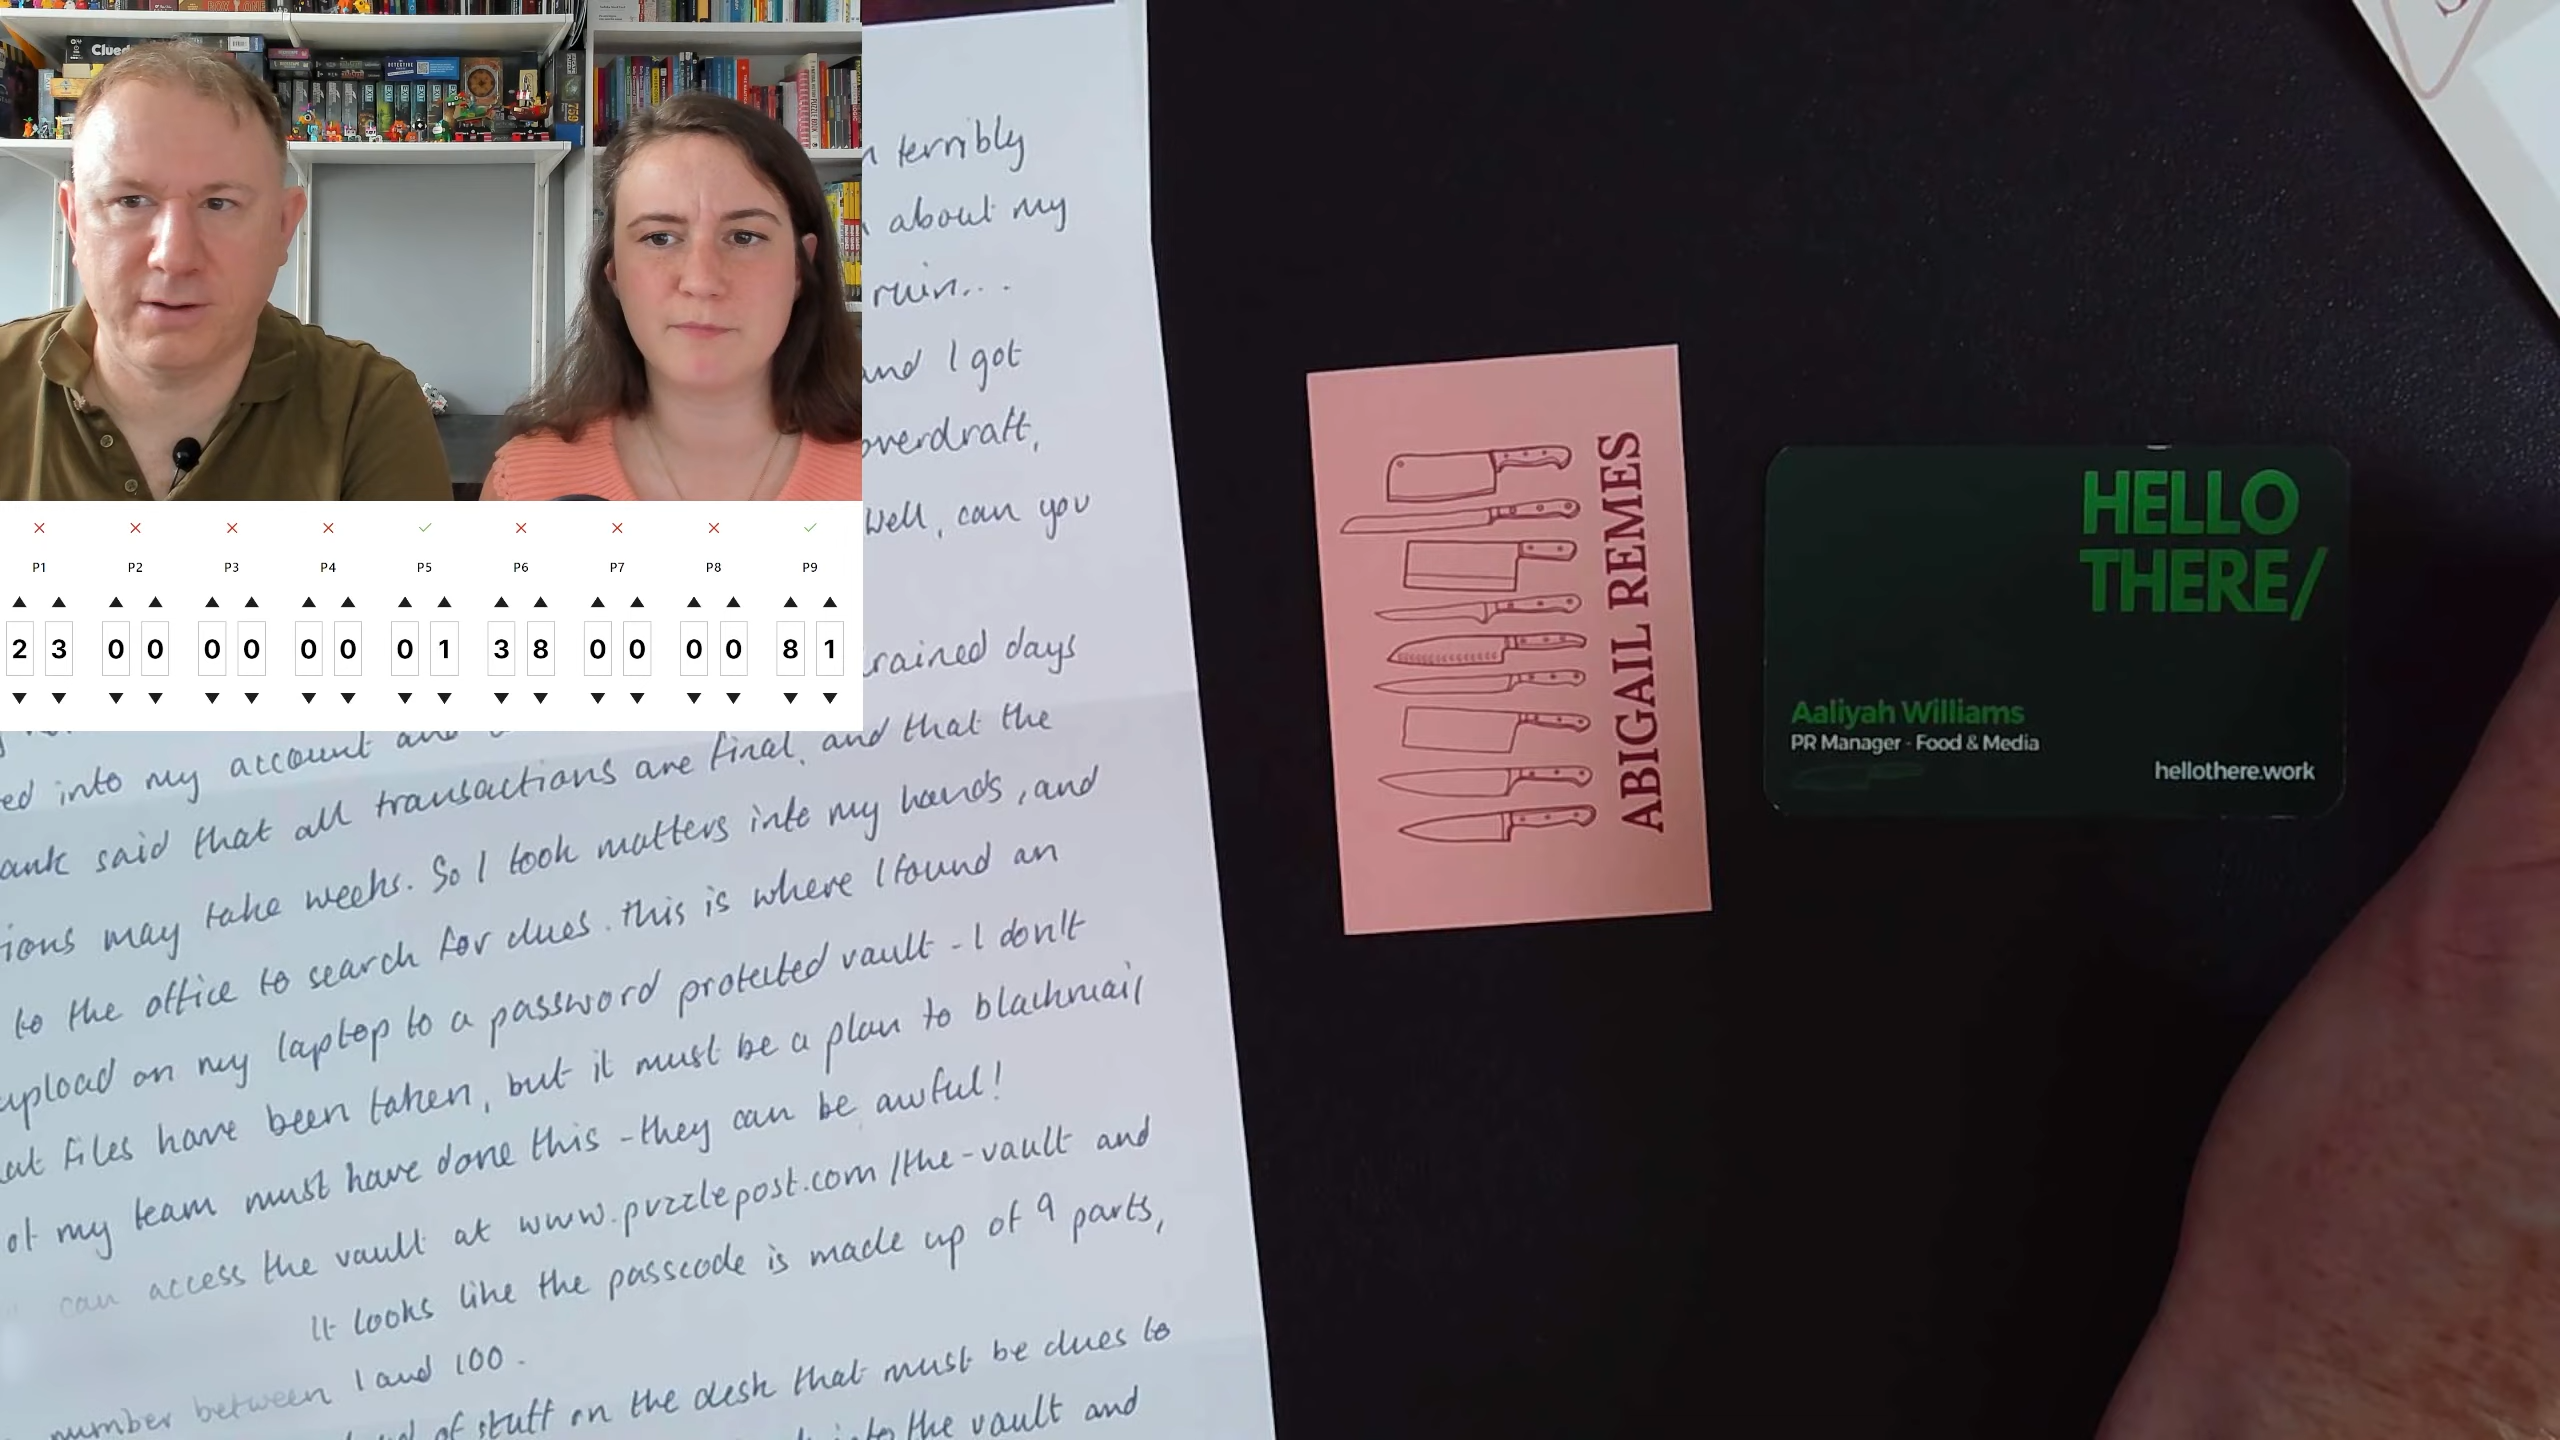 Clued
P1 P2 P3 P4 P5 P6 P7 P8 P9
2 3 0 0 0 0 0 0 0 1 3 8 0 0 0 0 8 1
terribly
about my
ruin...
and I got
overdraft,
Well, can you
rained days
ed into my account and
ank said that all transactions are final, and that the
ions may take weeks. So I took matters into my hands, and
to the office to search for clues. this is where I found an
upload on my laptop to a password protected vault - I don't
at files have been taken, but it must be a plan to blackmail
of my team must have done this - they can be awful!
can access the vault at www.puzzlepost.com/the-vault and
It looks like the passcode is made up of 9 parts,
number between 1 and 100.
of stuff on the desk that must be clues to
into the vault and
ABIGAIL REMES
HELLO
THERE/
Aaliyah Williams
PR Manager - Food & Media
hellothere.work